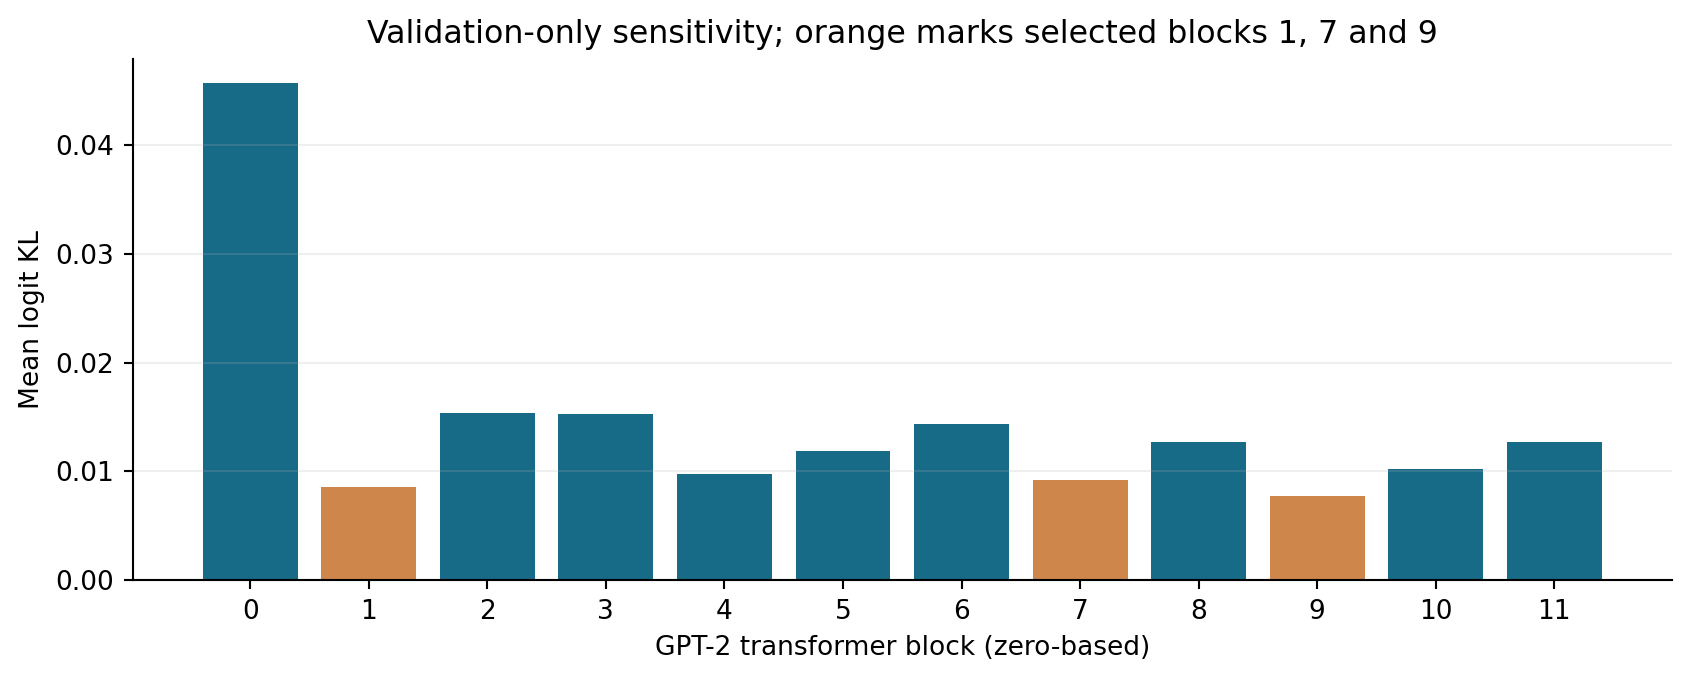 Validation-only sensitivity; orange marks selected blocks 1, 7 and 9
Mean logit KL
0.04
0.03
0.02
0.01
0.00
0 1 2 3 4 5 6 7 8 9 10 11
GPT-2 transformer block (zero-based)